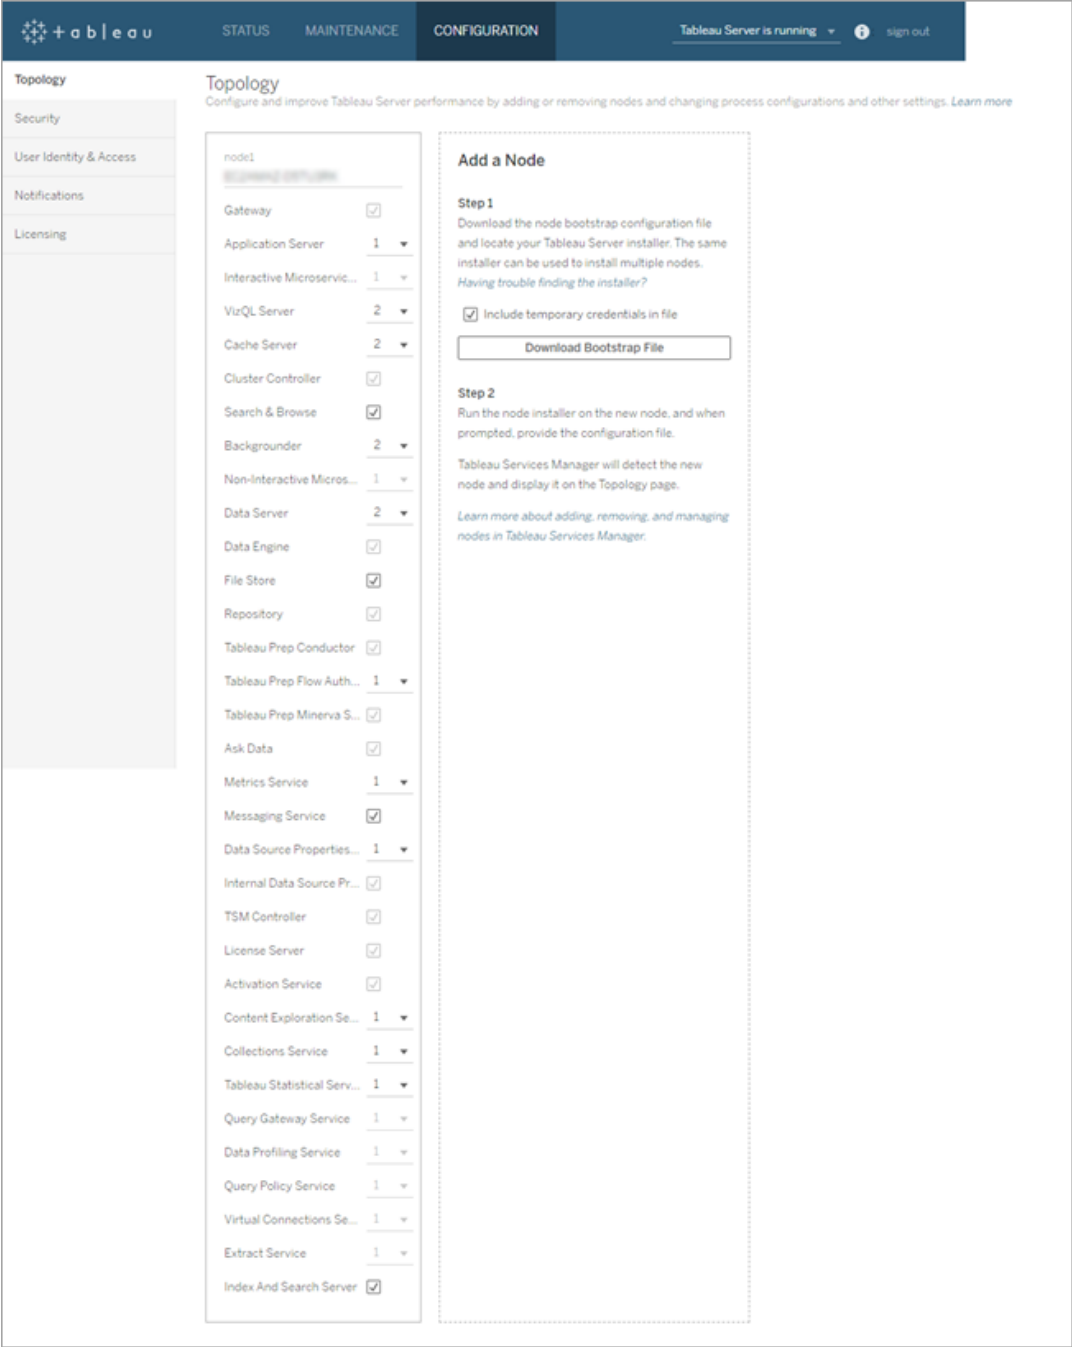 tableau STATUS MAINTENANCE CONFIGURATION Tableau Server is running sign out
Topology
Security
User Identity & Access
Notifications
Licensing
Topology
Configure and improve Tableau Server performance by adding or removing nodes and changing process configurations and other settings. Learn more
node1
Gateway
Application Server 1
Interactive Microservic... 1
VizQL Server 2
Cache Server 2
Cluster Controller
Search & Browse
Backgrounder 2
Non-Interactive Micros... 1
Data Server 2
Data Engine
File Store
Repository
Tableau Prep Conductor
Tableau Prep Flow Auth... 1
Tableau Prep Minerva S...
Ask Data
Metrics Service 1
Messaging Service
Data Source Properties... 1
Internal Data Source Pr...
TSM Controller
License Server
Activation Service
Content Exploration Se... 1
Collections Service 1
Tableau Statistical Serv... 1
Query Gateway Service 1
Data Profiling Service 1
Query Policy Service 1
Virtual Connections Se... 1
Extract Service 1
Index And Search Server
Add a Node
Step 1
Download the node bootstrap configuration file
and locate your Tableau Server installer. The same
installer can be used to install multiple nodes.
Having trouble finding the installer?
Include temporary credentials in file
Download Bootstrap File
Step 2
Run the node installer on the new node, and when
prompted, provide the configuration file.
Tableau Services Manager will detect the new
node and display it on the Topology page.
Learn more about adding, removing, and managing
nodes in Tableau Services Manager.